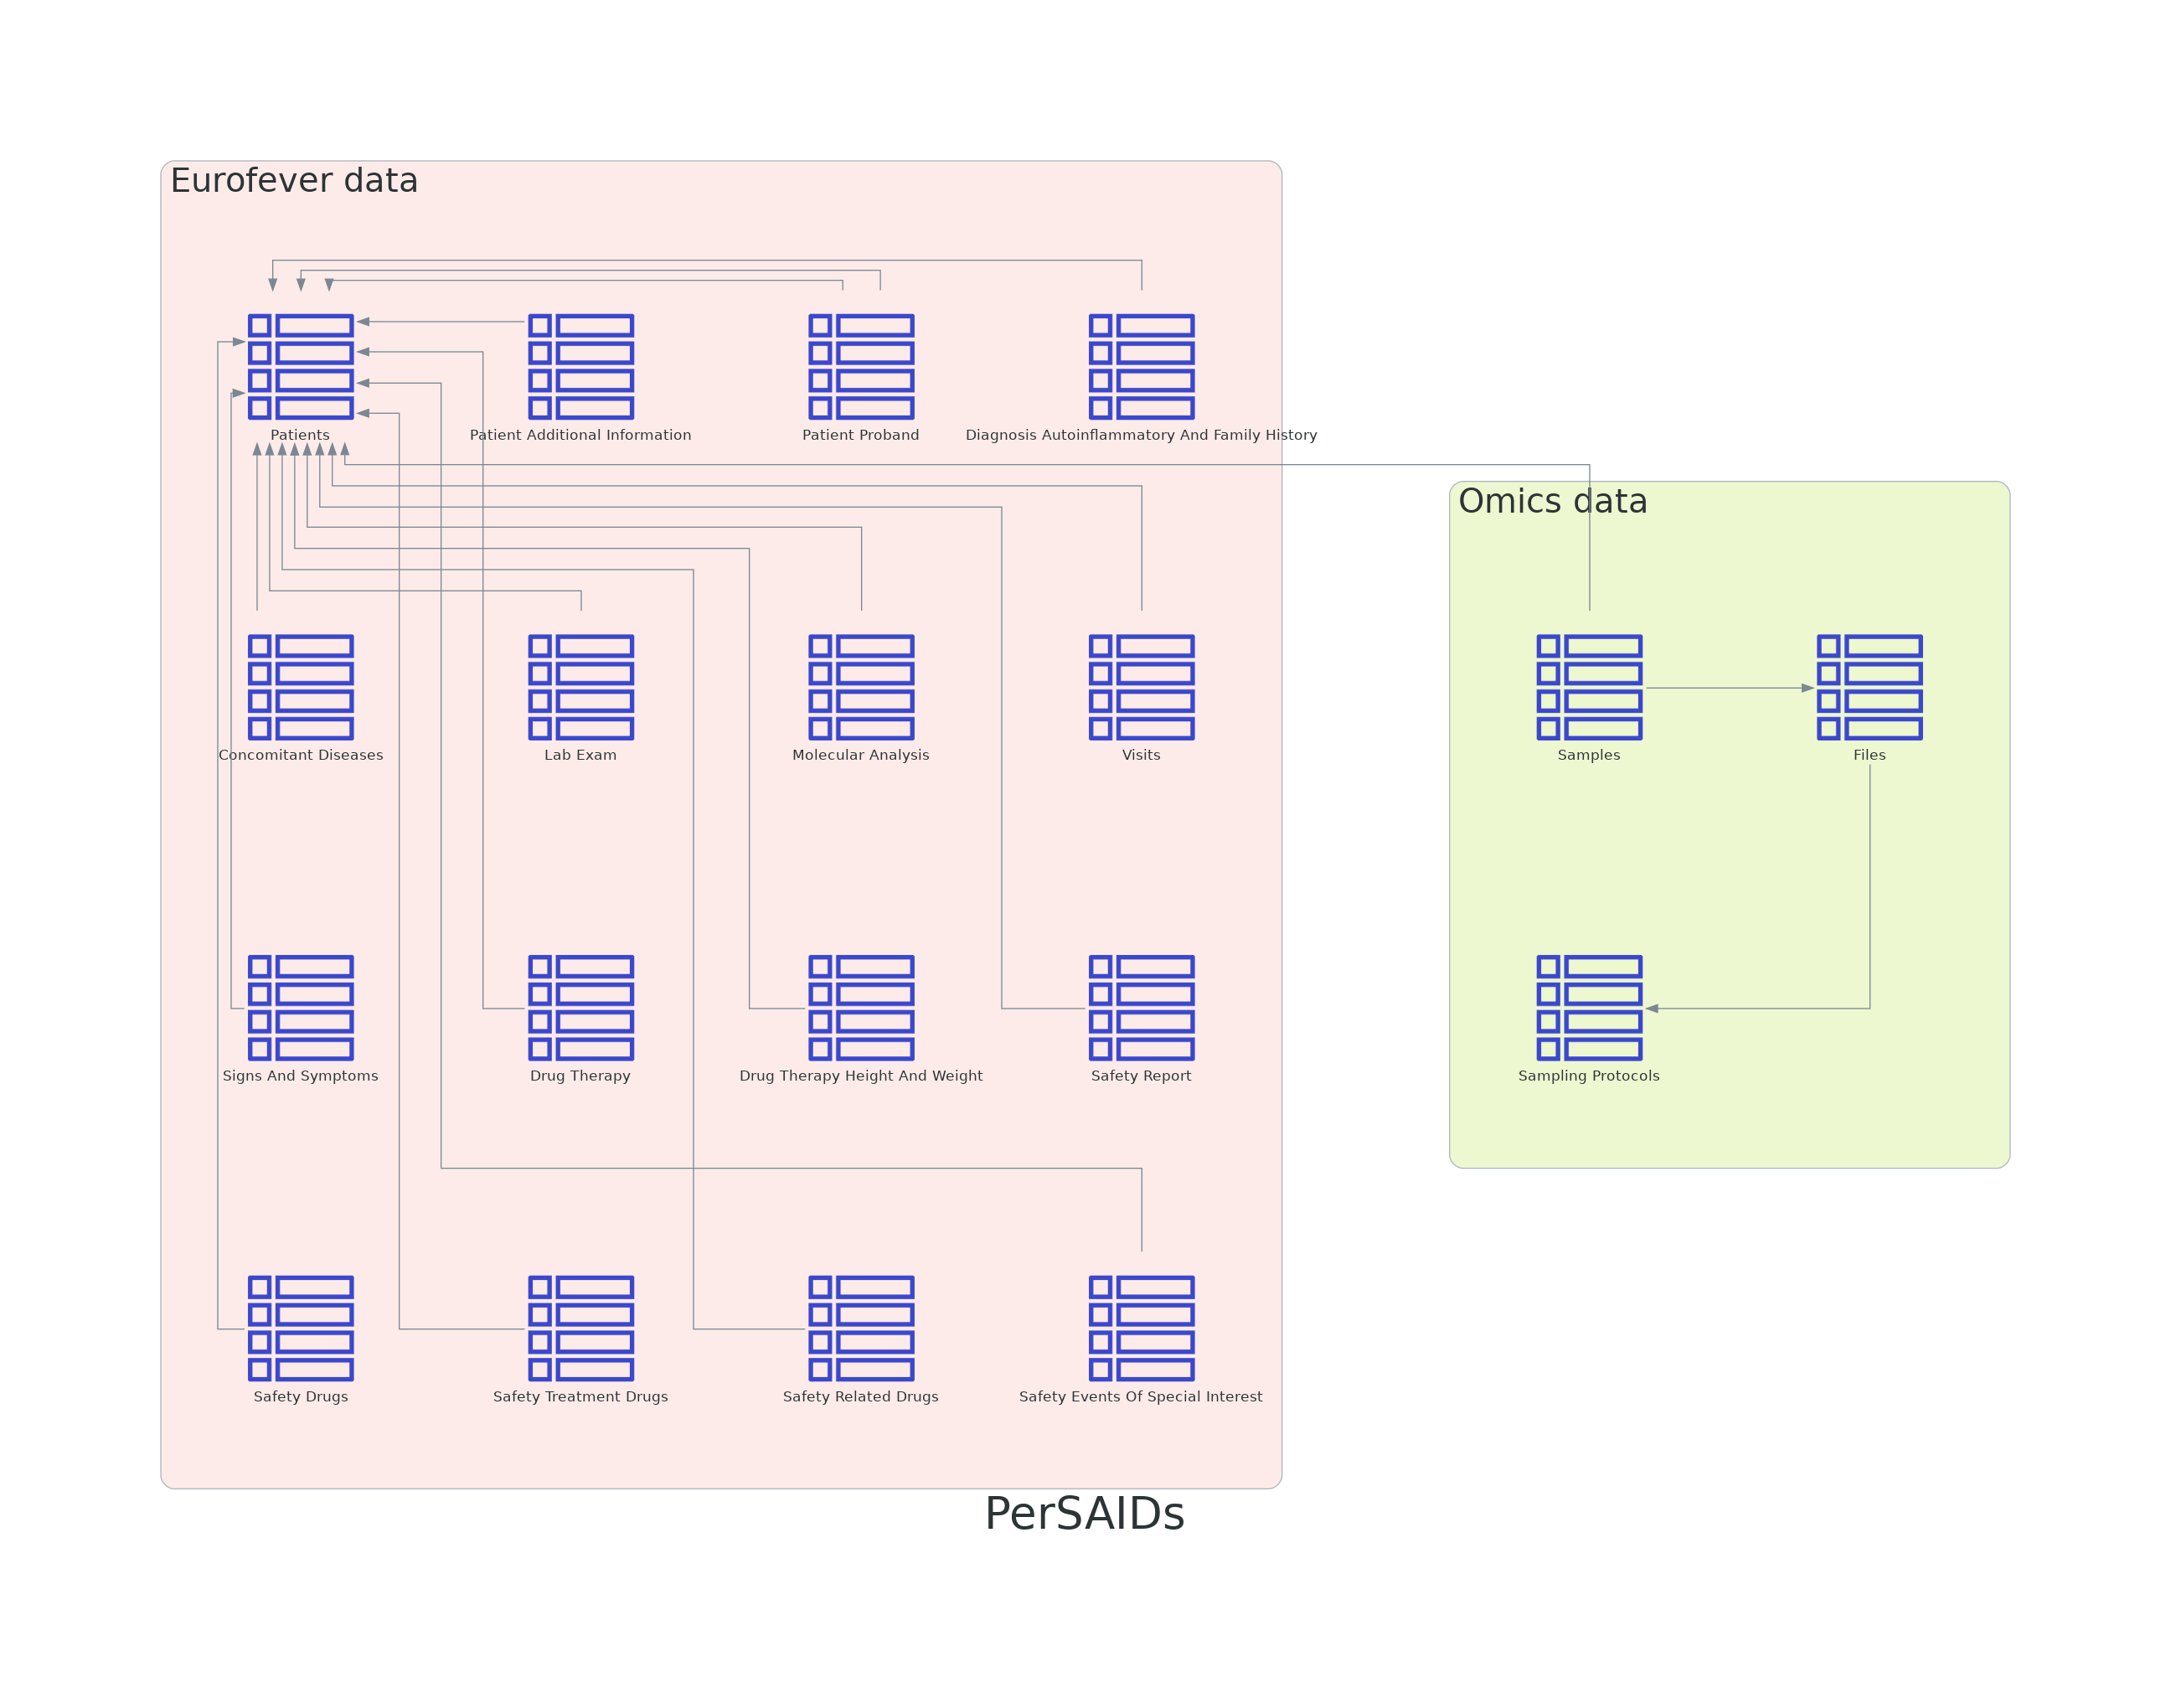 Eurofever data
Patients
Patient Additional Information
Patient Proband
Diagnosis Autoinflammatory And Family History
Omics data
Concomitant Diseases
Lab Exam
Molecular Analysis
Visits
Samples
Files
Signs And Symptoms
Drug Therapy
Drug Therapy Height And Weight
Safety Report
Sampling Protocols
Safety Drugs
Safety Treatment Drugs
Safety Related Drugs
Safety Events Of Special Interest
PerSAIDs